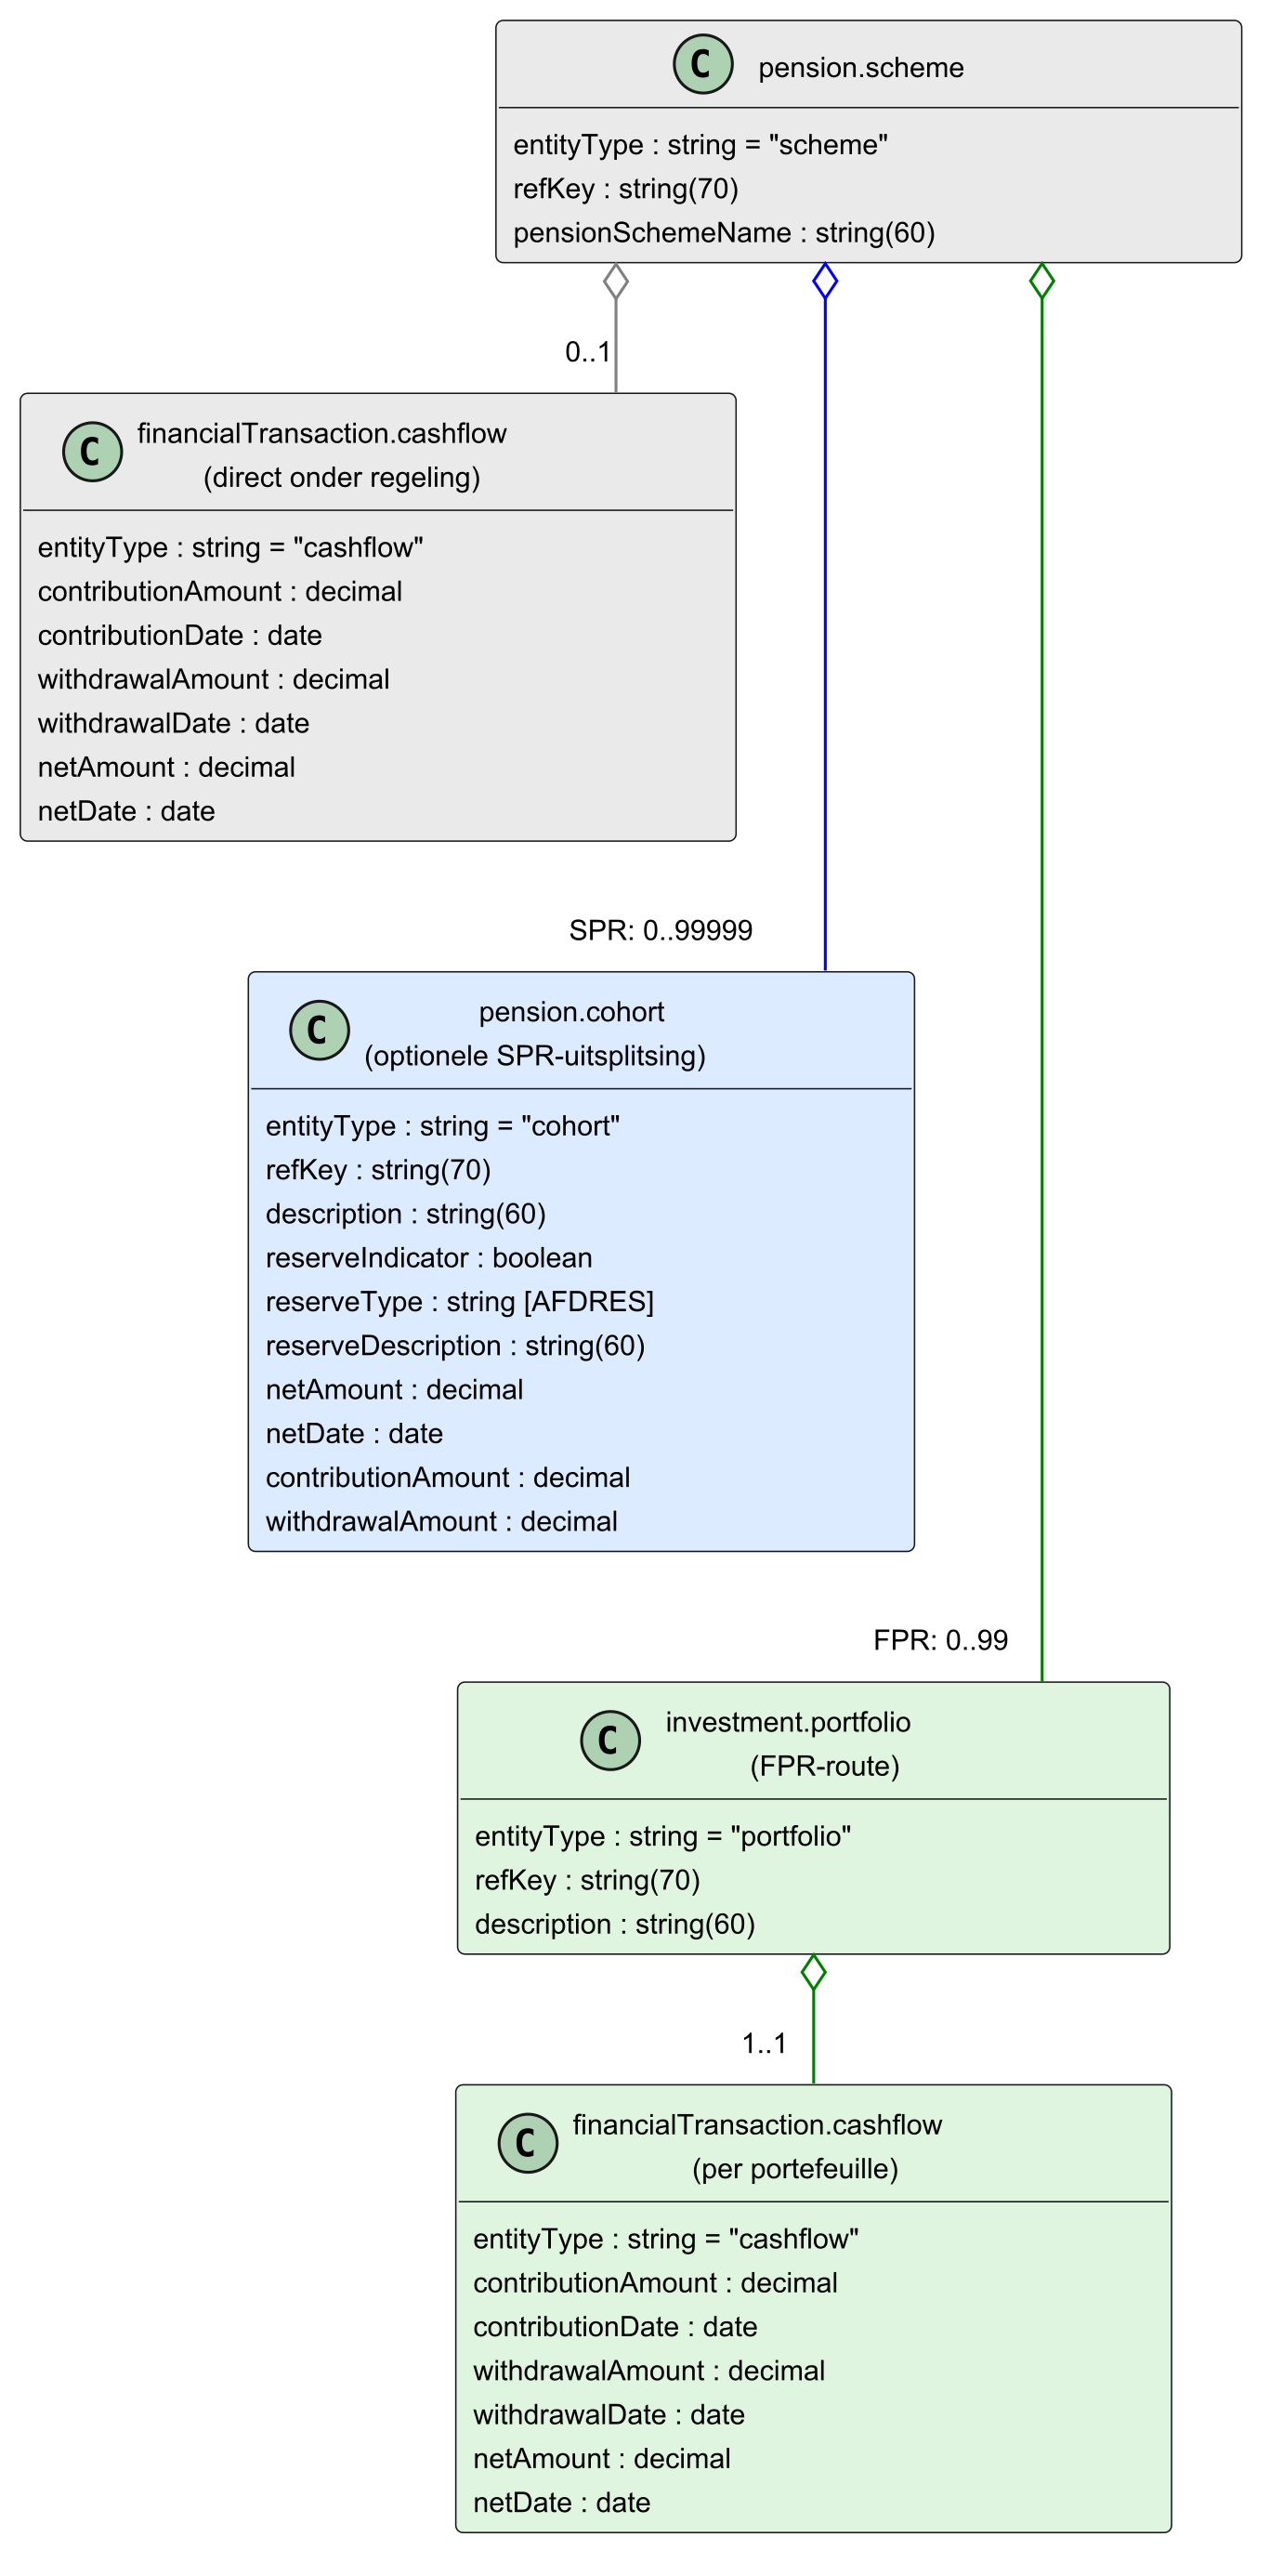 C pension.scheme
entityType : string = "scheme"
refKey : string(70)
pensionSchemeName : string(60)
0..1
C financialTransaction.cashflow
(direct onder regeling)
entityType : string = "cashflow"
contributionAmount : decimal
contributionDate : date
withdrawalAmount : decimal
withdrawalDate : date
netAmount : decimal
netDate : date
SPR: 0..99999
C pension.cohort
(optionele SPR-uitsplitsing)
entityType : string = "cohort"
refKey : string(70)
description : string(60)
reserveIndicator : boolean
reserveType : string [AFDRES]
reserveDescription : string(60)
netAmount : decimal
netDate : date
contributionAmount : decimal
withdrawalAmount : decimal
FPR: 0..99
C investment.portfolio
(FPR-route)
entityType : string = "portfolio"
refKey : string(70)
description : string(60)
1..1
C financialTransaction.cashflow
(per portefeuille)
entityType : string = "cashflow"
contributionAmount : decimal
contributionDate : date
withdrawalAmount : decimal
withdrawalDate : date
netAmount : decimal
netDate : date